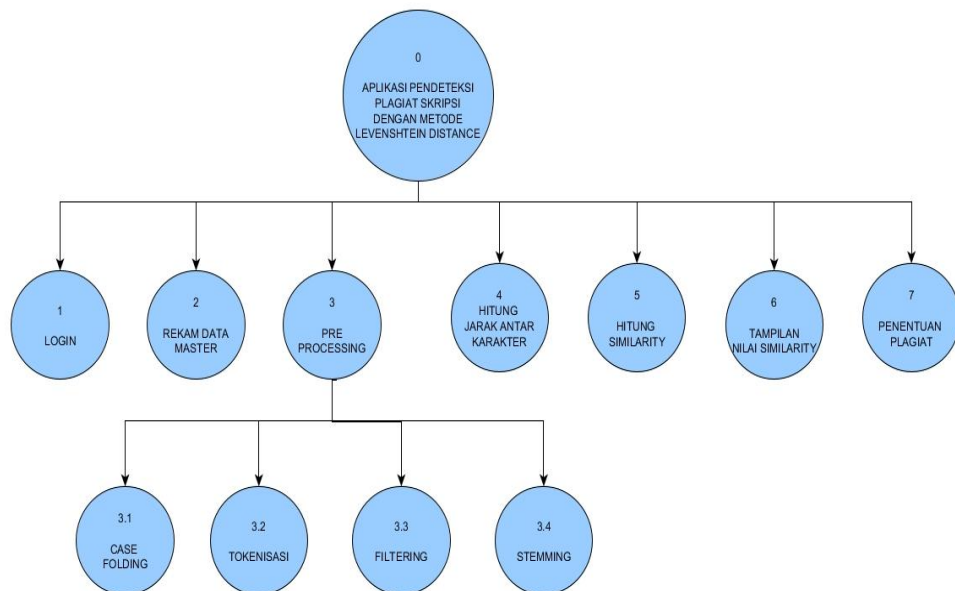 0
APLIKASI PENDETEKSI
PLAGIAT SKRIPSI
DENGAN METODE
LEVENSHTEIN DISTANCE
1
LOGIN
2
REKAM DATA
MASTER
3
PRE
PROCESSING
4
HITUNG
JARAK ANTAR
KARAKTER
5
HITUNG
SIMILARITY
6
TAMPILAN
NILAI SIMILARITY
7
PENENTUAN
PLAGIAT
3.1
CASE
FOLDING
3.2
TOKENISASI
3.3
FILTERING
3.4
STEMMING